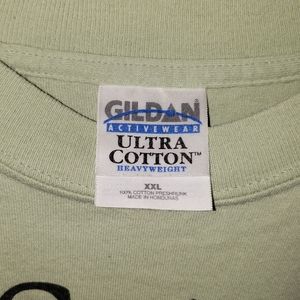 GILDAN
ACTIVEWEAR
ULTRA
COTTON™
HEAVYWEIGHT
XXL
100% COTTON PRESHRUNK
MADE IN HONDURAS